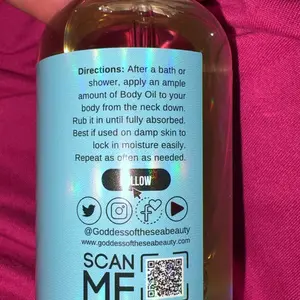 Directions: After a bath or
shower, apply an ample
amount of Body Oil to your
body from the neck down.
Rub it in until fully absorbed.
Best if used on damp skin to
lock in moisture easily.
Repeat as often as needed.
LLOW
@Goddessoftheseabeauty
www.goddessoftheseabeauty.com
SCAN
ME